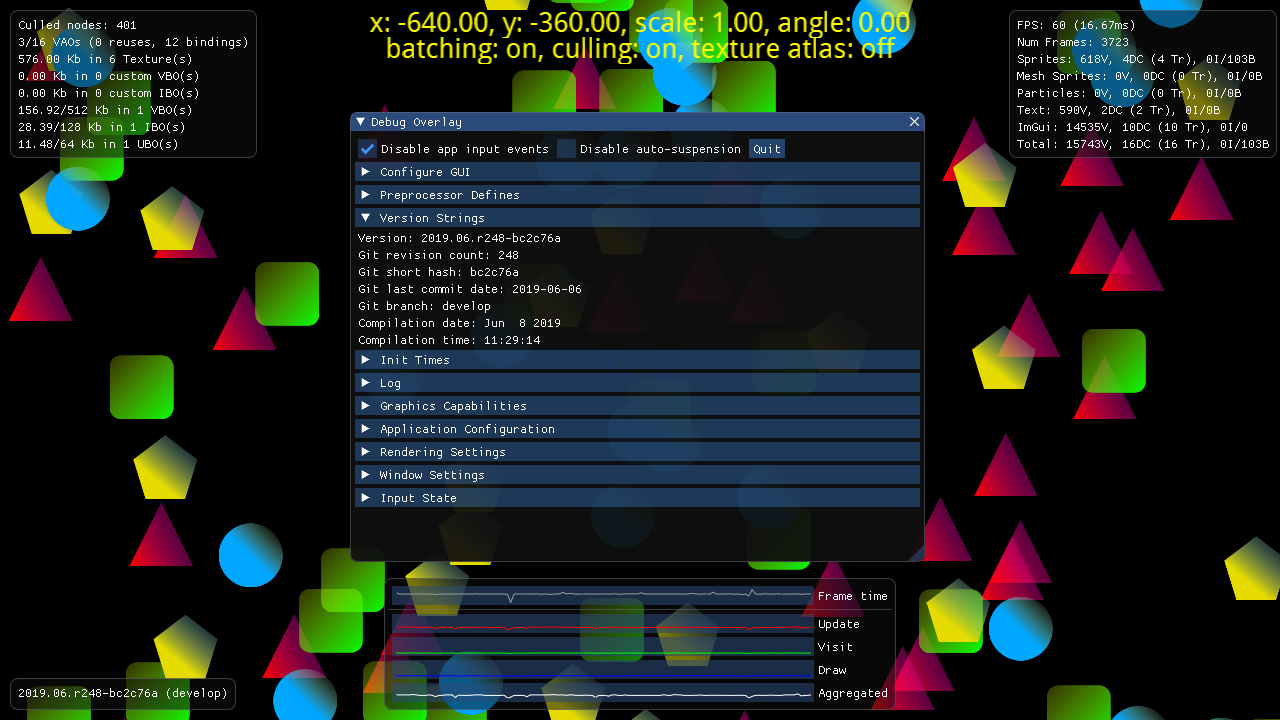 Culled nodes: 401
3/16 VAOs (0 reuses, 12 bindings)
576.00 Kb in 6 Texture(s)
0.00 Kb in 0 custom VBO(s)
0.00 Kb in 0 custom IBO(s)
156.92/512 Kb in 1 VBO(s)
28.39/128 Kb in 1 IBO(s)
11.48/64 Kb in 1 UBO(s)
x: -640.00, y: -360.00, scale: 1.00, angle: 0.00
batching: on, culling: on, texture atlas: off
FPS: 60 (16.67ms)
Num Frames: 3723
Sprites: 618V, 4DC (4 Tr), 0I/103B
Mesh Sprites: 0V, 0DC (0 Tr), 0I/0B
Particles: 0V, 0DC (0 Tr), 0I/0B
Text: 590V, 2DC (2 Tr), 0I/0B
ImGui: 14535V, 10DC (10 Tr), 0I/0
Total: 15743V, 16DC (16 Tr), 0I/103B
Debug Overlay
Disable app input events Disable auto-suspension Quit
Configure GUI
Preprocessor Defines
Version Strings
Version: 2019.06.r248-bc2c76a
Git revision count: 248
Git short hash: bc2c76a
Git last commit date: 2019-06-06
Git branch: develop
Compilation date: Jun  8 2019
Compilation time: 11:29:14
Init Times
Log
Graphics Capabilities
Application Configuration
Rendering Settings
Window Settings
Input State
Frame time
Update
Visit
Draw
Aggregated
2019.06.r248-bc2c76a (develop)